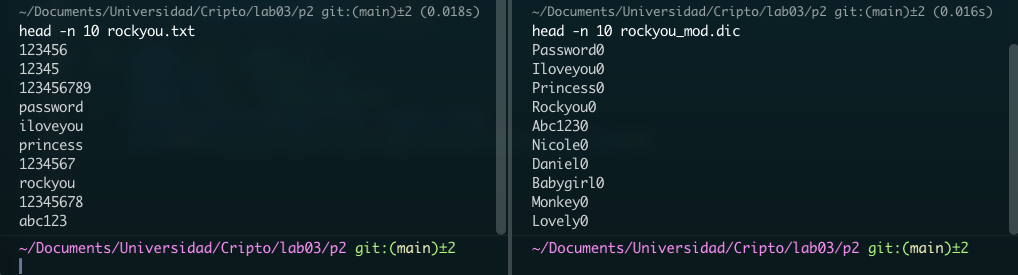 ~/Documents/Universidad/Cripto/lab03/p2 git:(main)±2 (0.018s)
head -n 10 rockyou.txt
123456
12345
123456789
password
iloveyou
princess
1234567
rockyou
12345678
abc123
~/Documents/Universidad/Cripto/lab03/p2 git:(main)±2
~/Documents/Universidad/Cripto/lab03/p2 git:(main)±2 (0.016s)
head -n 10 rockyou_mod.dic
Password0
Iloveyou0
Princess0
Rockyou0
Abc1230
Nicole0
Daniel0
Babygirl0
Monkey0
Lovely0
~/Documents/Universidad/Cripto/lab03/p2 git:(main)±2